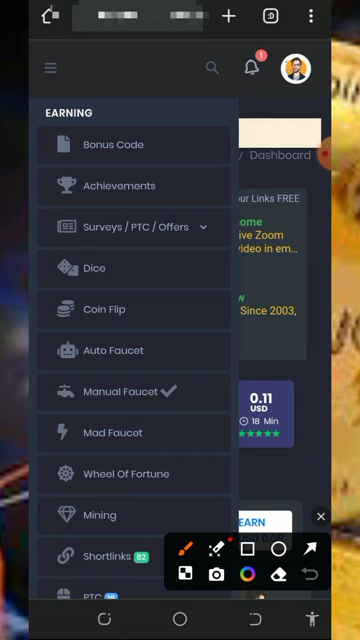 :D
1
EARNING
Bonus Code
/ Dashboard
Achievements
our Links FREE
Surveys / PTC / Offers
ome
ive Zoom
video in em...
Dice
Coin Flip
w
Since 2003,
Auto Faucet
Manual Faucet
0.11
USD
18 Min
Mad Faucet
Wheel Of Fortune
Mining
EARN
Shortlinks 82
PTC